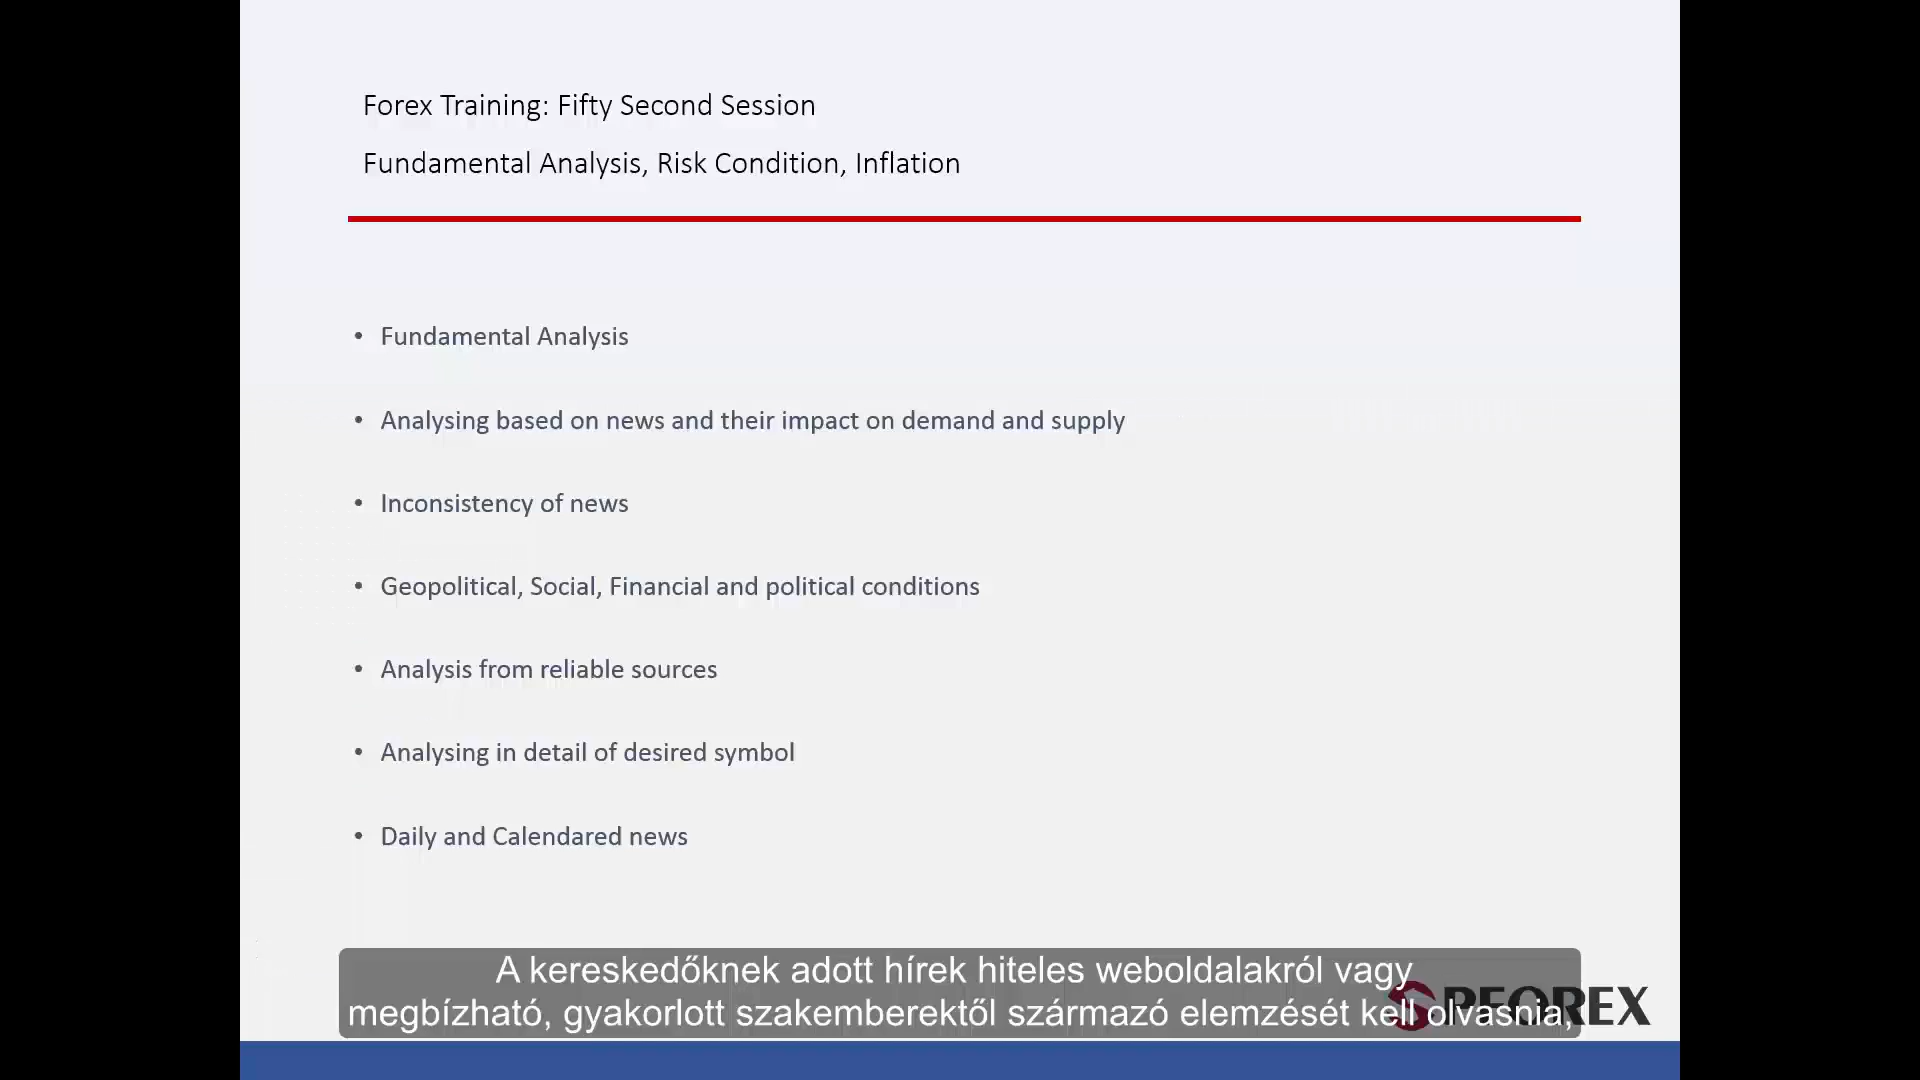 Forex Training: Fifty Second Session
Fundamental Analysis, Risk Condition, Inflation
• Fundamental Analysis
• Analysing based on news and their impact on demand and supply
• Inconsistency of news
• Geopolitical, Social, Financial and political conditions
• Analysis from reliable sources
• Analysing in detail of desired symbol
• Daily and Calendared news
A kereskedőknek adott hírek hiteles weboldalakról vagy
megbízható, gyakorlott szakemberektől származó elemzését kell olvasnia,
PFOREX